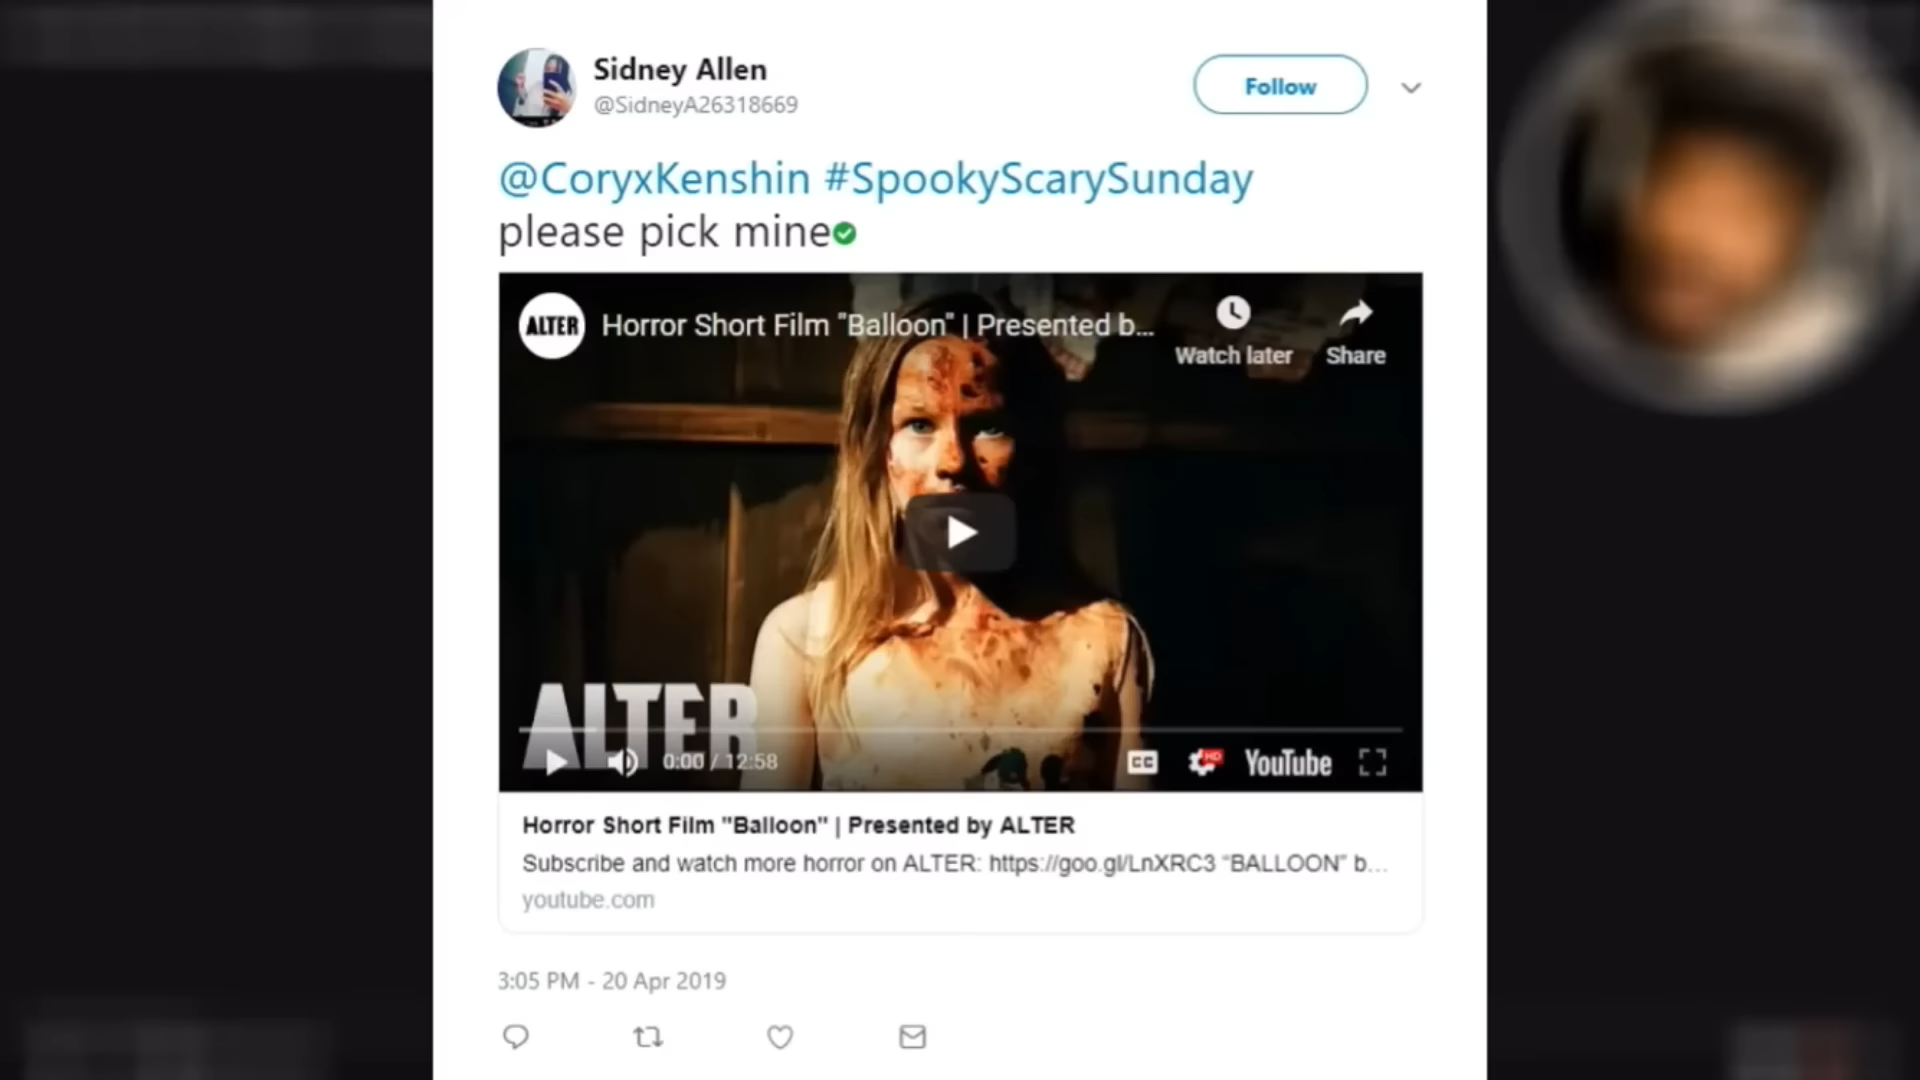 Sidney Allen
@SidneyA26318669
Follow
@CoryxKenshin #SpookyScarySunday
please pick mine
ALTER
Horror Short Film "Balloon" | Presented b...
Watch later
Share
ALTER
0:00 / 12:58
CC
HD
YouTube
Horror Short Film "Balloon" | Presented by ALTER
Subscribe and watch more horror on ALTER: https://goo.gl/LnXRC3 “BALLOON” b...
youtube.com
3:05 PM - 20 Apr 2019